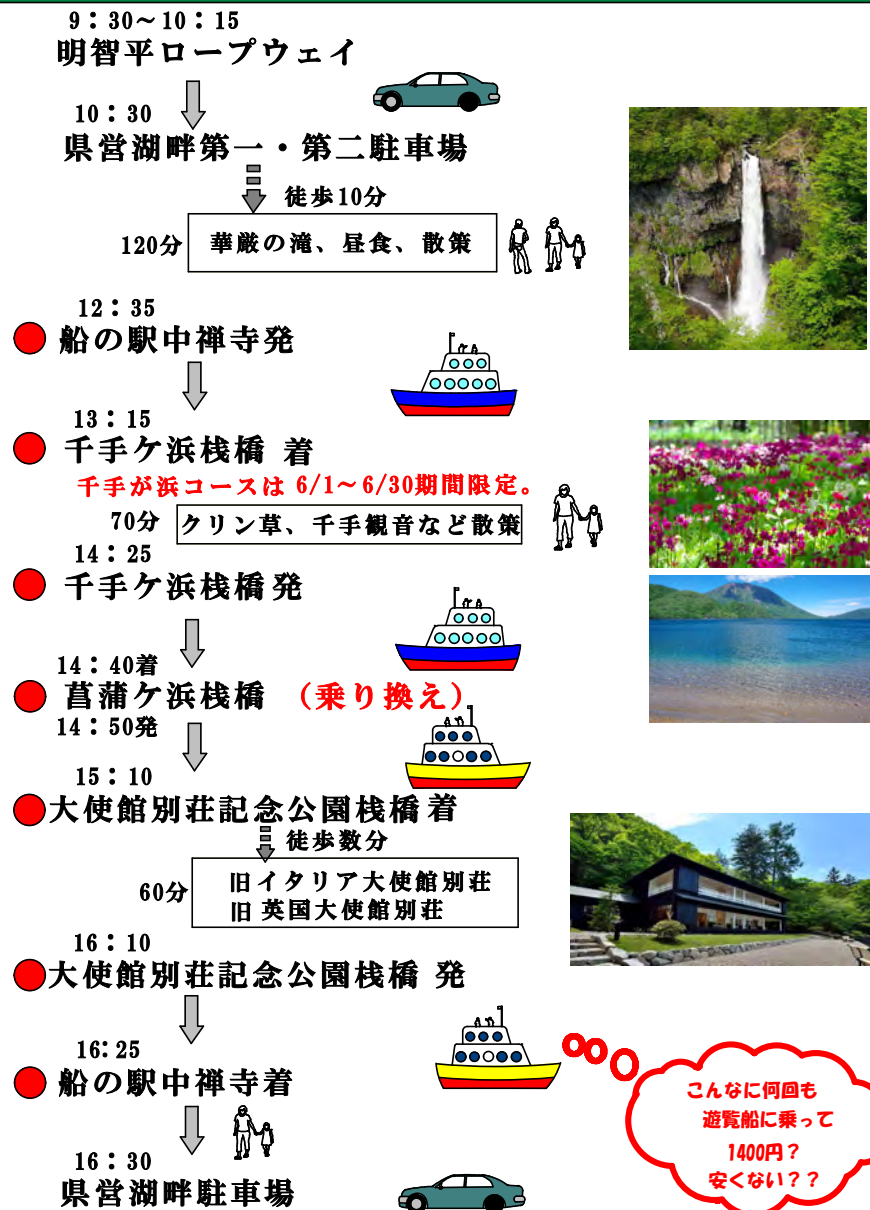 9：30～10：15
明智平ロープウェイ
10：30
県営湖畔第一・第二駐車場
徒歩10分
120分 華厳の滝、昼食、散策
12：35
船の駅中禅寺発
13：15
千手ケ浜桟橋 着
千手が浜コースは 6/1～6/30期間限定。
70分 クリン草、千手観音など散策
14：25
千手ケ浜桟橋 発
14：40着
菖蒲ケ浜桟橋 （乗り換え）
14：50発
15：10
大使館別荘記念公園桟橋 着
徒歩数分
60分
旧イタリア大使館別荘
旧 英国大使館別荘
16：10
大使館別荘記念公園桟橋 発
16:25
船の駅中禅寺着
16：30
県営湖畔駐車場
こんなに何回も
遊覧船に乗って
1400円？
安くない？？